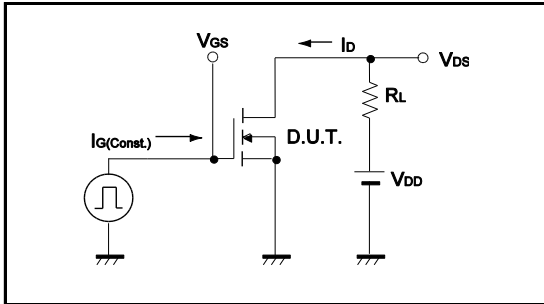 VGS
ID
VDS
RL
IG(Const.)
D.U.T.
VDD